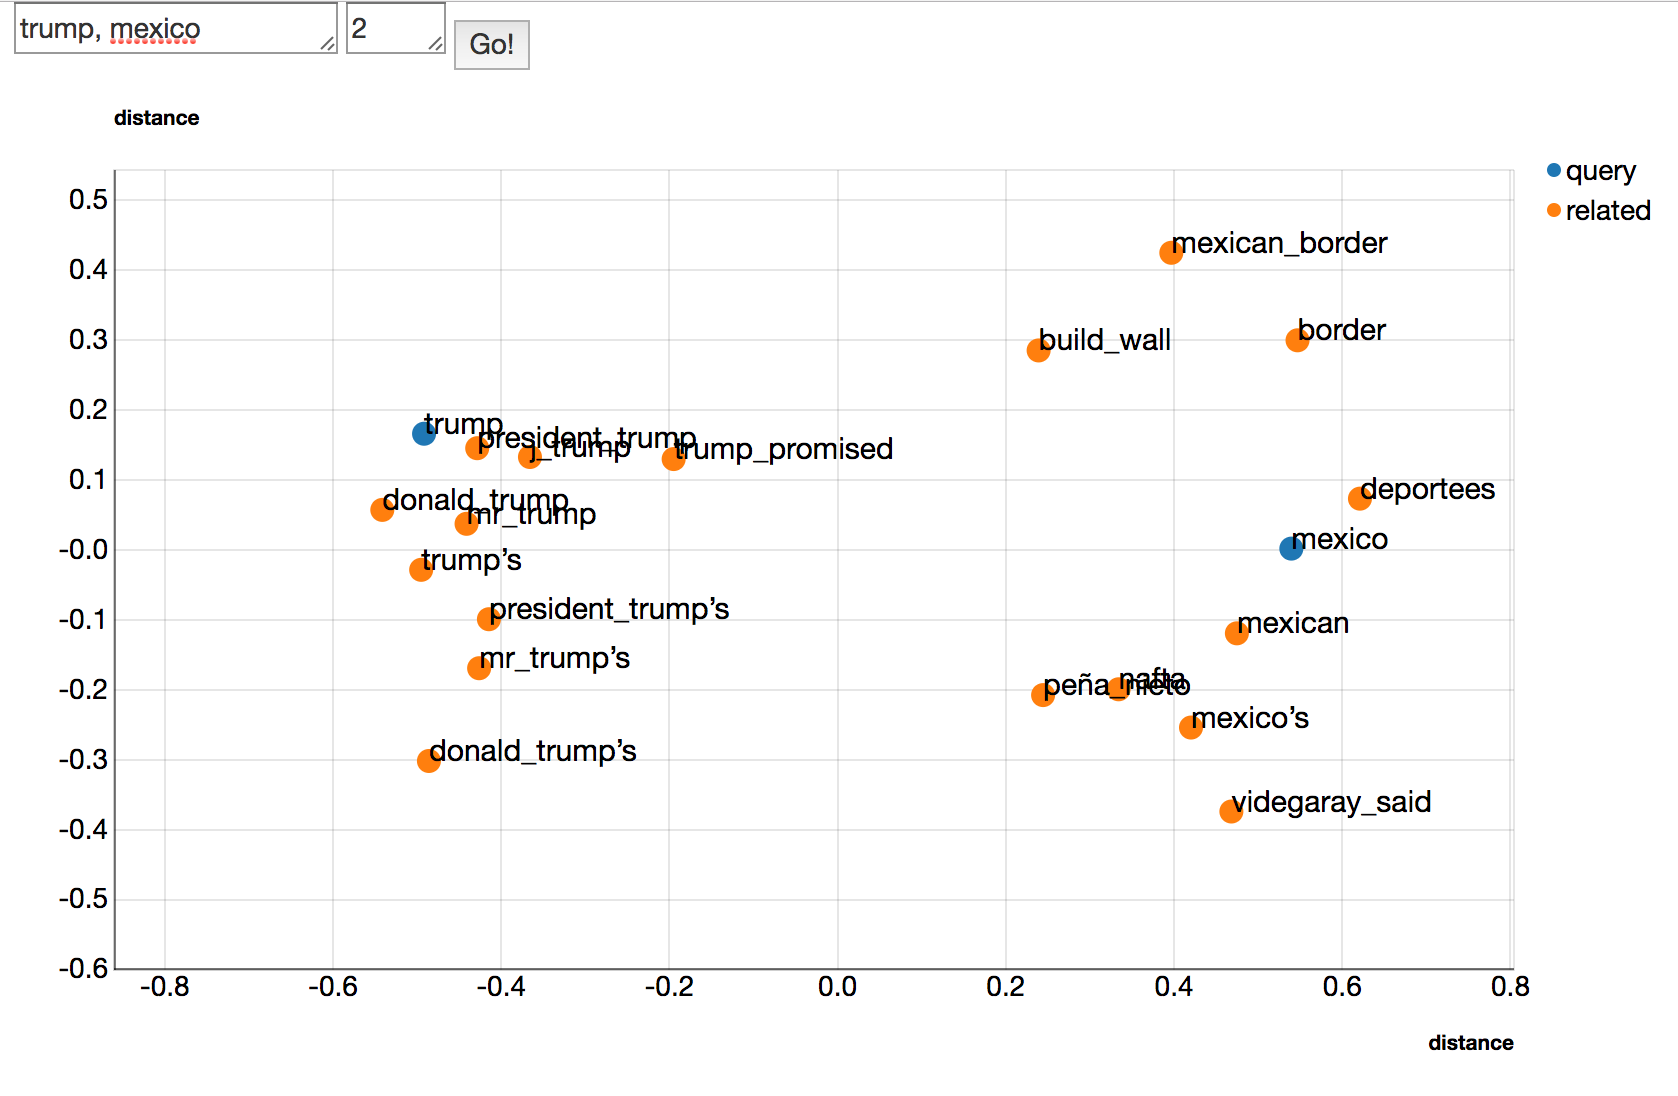 trump, mexico
2
Go!
distance
query
related
0.5
0.4
0.3
0.2
0.1
-0.0
-0.1
-0.2
-0.3
-0.4
-0.5
-0.6
mexican_border
border
build_wall
trump
president_trump
j_trump
trump_promised
deportees
donald_trump
mr_trump
mexico
trump’s
president_trump’s
mexican
mr_trump’s
nafta
peña_nieto
mexico’s
donald_trump’s
videgaray_said
-0.8 -0.6 -0.4 -0.2 0.0 0.2 0.4 0.6 0.8
distance